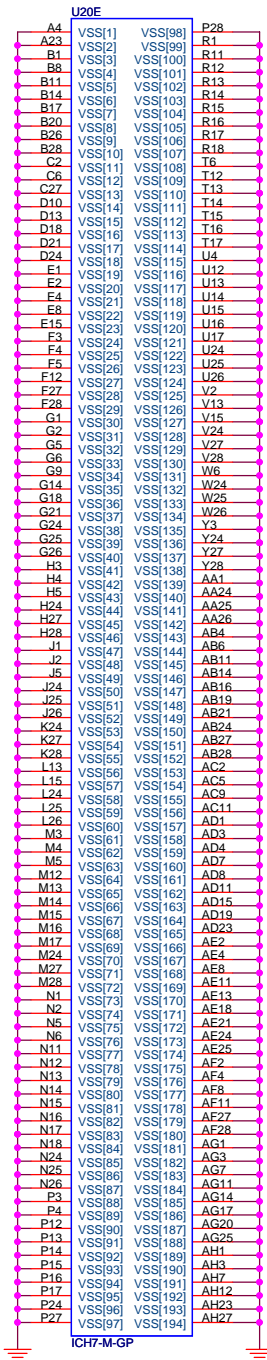 U20E
A4 VSS[1] VSS[98] P28
A23 VSS[2] VSS[99] R1
B1 VSS[3] VSS[100] R11
B8 VSS[4] VSS[101] R12
B11 VSS[5] VSS[102] R13
B14 VSS[6] VSS[103] R14
B17 VSS[7] VSS[104] R15
B20 VSS[8] VSS[105] R16
B26 VSS[9] VSS[106] R17
B28 VSS[10] VSS[107] R18
C2 VSS[11] VSS[108] T6
C6 VSS[12] VSS[109] T12
C27 VSS[13] VSS[110] T13
D10 VSS[14] VSS[111] T14
D13 VSS[15] VSS[112] T15
D18 VSS[16] VSS[113] T16
D21 VSS[17] VSS[114] T17
D24 VSS[18] VSS[115] U4
E1 VSS[19] VSS[116] U12
E2 VSS[20] VSS[117] U13
E4 VSS[21] VSS[118] U14
E8 VSS[22] VSS[119] U15
E15 VSS[23] VSS[120] U16
F3 VSS[24] VSS[121] U17
F4 VSS[25] VSS[122] U24
F5 VSS[26] VSS[123] U25
F12 VSS[27] VSS[124] U26
F27 VSS[28] VSS[125] V2
F28 VSS[29] VSS[126] V13
G1 VSS[30] VSS[127] V15
G2 VSS[31] VSS[128] V24
G5 VSS[32] VSS[129] V27
G6 VSS[33] VSS[130] V28
G9 VSS[34] VSS[131] W6
G14 VSS[35] VSS[132] W24
G18 VSS[36] VSS[133] W25
G21 VSS[37] VSS[134] W26
G24 VSS[38] VSS[135] Y3
G25 VSS[39] VSS[136] Y24
G26 VSS[40] VSS[137] Y27
H3 VSS[41] VSS[138] Y28
H4 VSS[42] VSS[139] AA1
H5 VSS[43] VSS[140] AA24
H24 VSS[44] VSS[141] AA25
H27 VSS[45] VSS[142] AA26
H28 VSS[46] VSS[143] AB4
J1 VSS[47] VSS[144] AB6
J2 VSS[48] VSS[145] AB11
J5 VSS[49] VSS[146] AB14
J24 VSS[50] VSS[147] AB16
J25 VSS[51] VSS[148] AB19
J26 VSS[52] VSS[149] AB21
K24 VSS[53] VSS[150] AB24
K27 VSS[54] VSS[151] AB27
K28 VSS[55] VSS[152] AB28
L13 VSS[56] VSS[153] AC2
L15 VSS[57] VSS[154] AC5
L24 VSS[58] VSS[155] AC9
L25 VSS[59] VSS[156] AC11
L26 VSS[60] VSS[157] AD1
M3 VSS[61] VSS[158] AD3
M4 VSS[62] VSS[159] AD4
M5 VSS[63] VSS[160] AD7
M12 VSS[64] VSS[161] AD8
M13 VSS[65] VSS[162] AD11
M14 VSS[66] VSS[163] AD15
M15 VSS[67] VSS[164] AD19
M16 VSS[68] VSS[165] AD23
M17 VSS[69] VSS[166] AE2
M24 VSS[70] VSS[167] AE4
M27 VSS[71] VSS[168] AE8
M28 VSS[72] VSS[169] AE11
N1 VSS[73] VSS[170] AE13
N2 VSS[74] VSS[171] AE18
N5 VSS[75] VSS[172] AE21
N6 VSS[76] VSS[173] AE24
N11 VSS[77] VSS[174] AE25
N12 VSS[78] VSS[175] AF2
N13 VSS[79] VSS[176] AF4
N14 VSS[80] VSS[177] AF8
N15 VSS[81] VSS[178] AF11
N16 VSS[82] VSS[179] AF27
N17 VSS[83] VSS[180] AF28
N18 VSS[84] VSS[181] AG1
N24 VSS[85] VSS[182] AG3
N25 VSS[86] VSS[183] AG7
N26 VSS[87] VSS[184] AG11
P3 VSS[88] VSS[185] AG14
P4 VSS[89] VSS[186] AG17
P12 VSS[90] VSS[187] AG20
P13 VSS[91] VSS[188] AG25
P14 VSS[92] VSS[189] AH1
P15 VSS[93] VSS[190] AH3
P16 VSS[94] VSS[191] AH7
P17 VSS[95] VSS[192] AH12
P24 VSS[96] VSS[193] AH23
P27 VSS[97] VSS[194] AH27
ICH7-M-GP